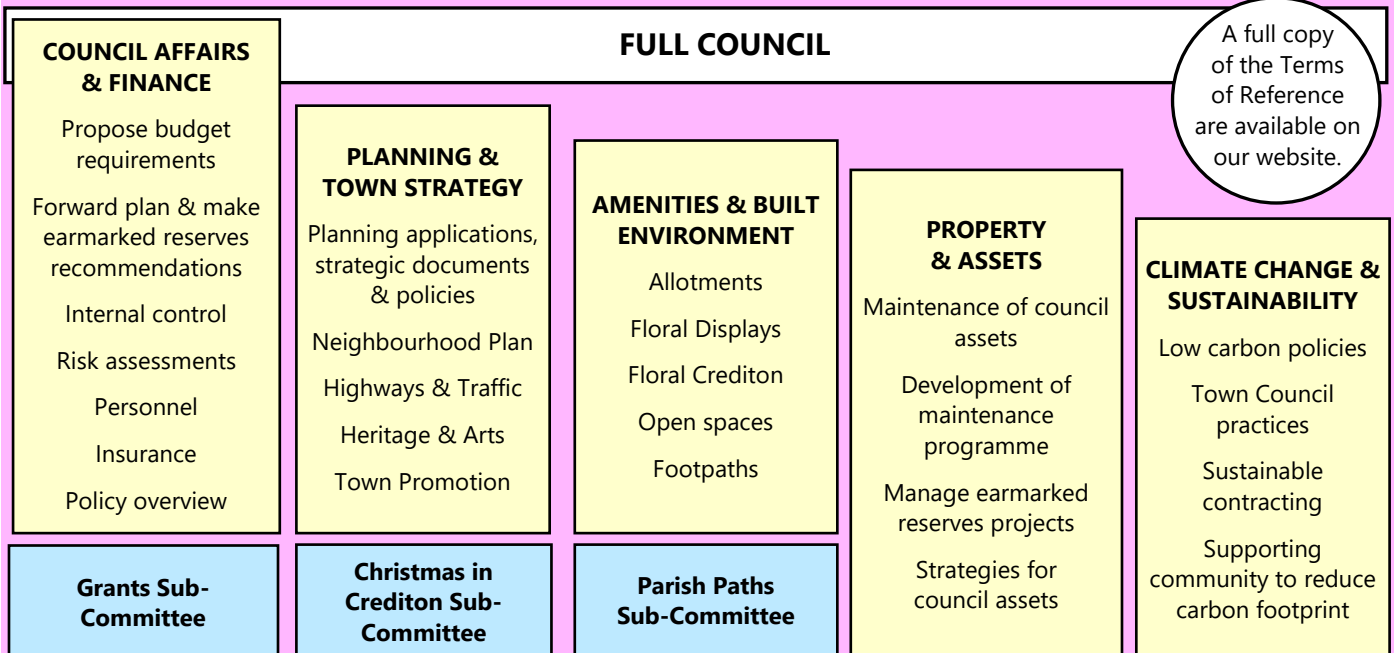 FULL COUNCIL
A full copy
of the Terms
of Reference
are available on
our website.
COUNCIL AFFAIRS
& FINANCE
Propose budget
requirements
Forward plan & make
earmarked reserves
recommendations
Internal control
Risk assessments
Personnel
Insurance
Policy overview
Grants Sub-
Committee
PLANNING &
TOWN STRATEGY
Planning applications,
strategic documents
& policies
Neighbourhood Plan
Highways & Traffic
Heritage & Arts
Town Promotion
Christmas in
Crediton Sub-
Committee
AMENITIES & BUILT
ENVIRONMENT
Allotments
Floral Displays
Floral Crediton
Open spaces
Footpaths
Parish Paths
Sub-Committee
PROPERTY
& ASSETS
Maintenance of council
assets
Development of
maintenance
programme
Manage earmarked
reserves projects
Strategies for
council assets
CLIMATE CHANGE &
SUSTAINABILITY
Low carbon policies
Town Council
practices
Sustainable
contracting
Supporting
community to reduce
carbon footprint